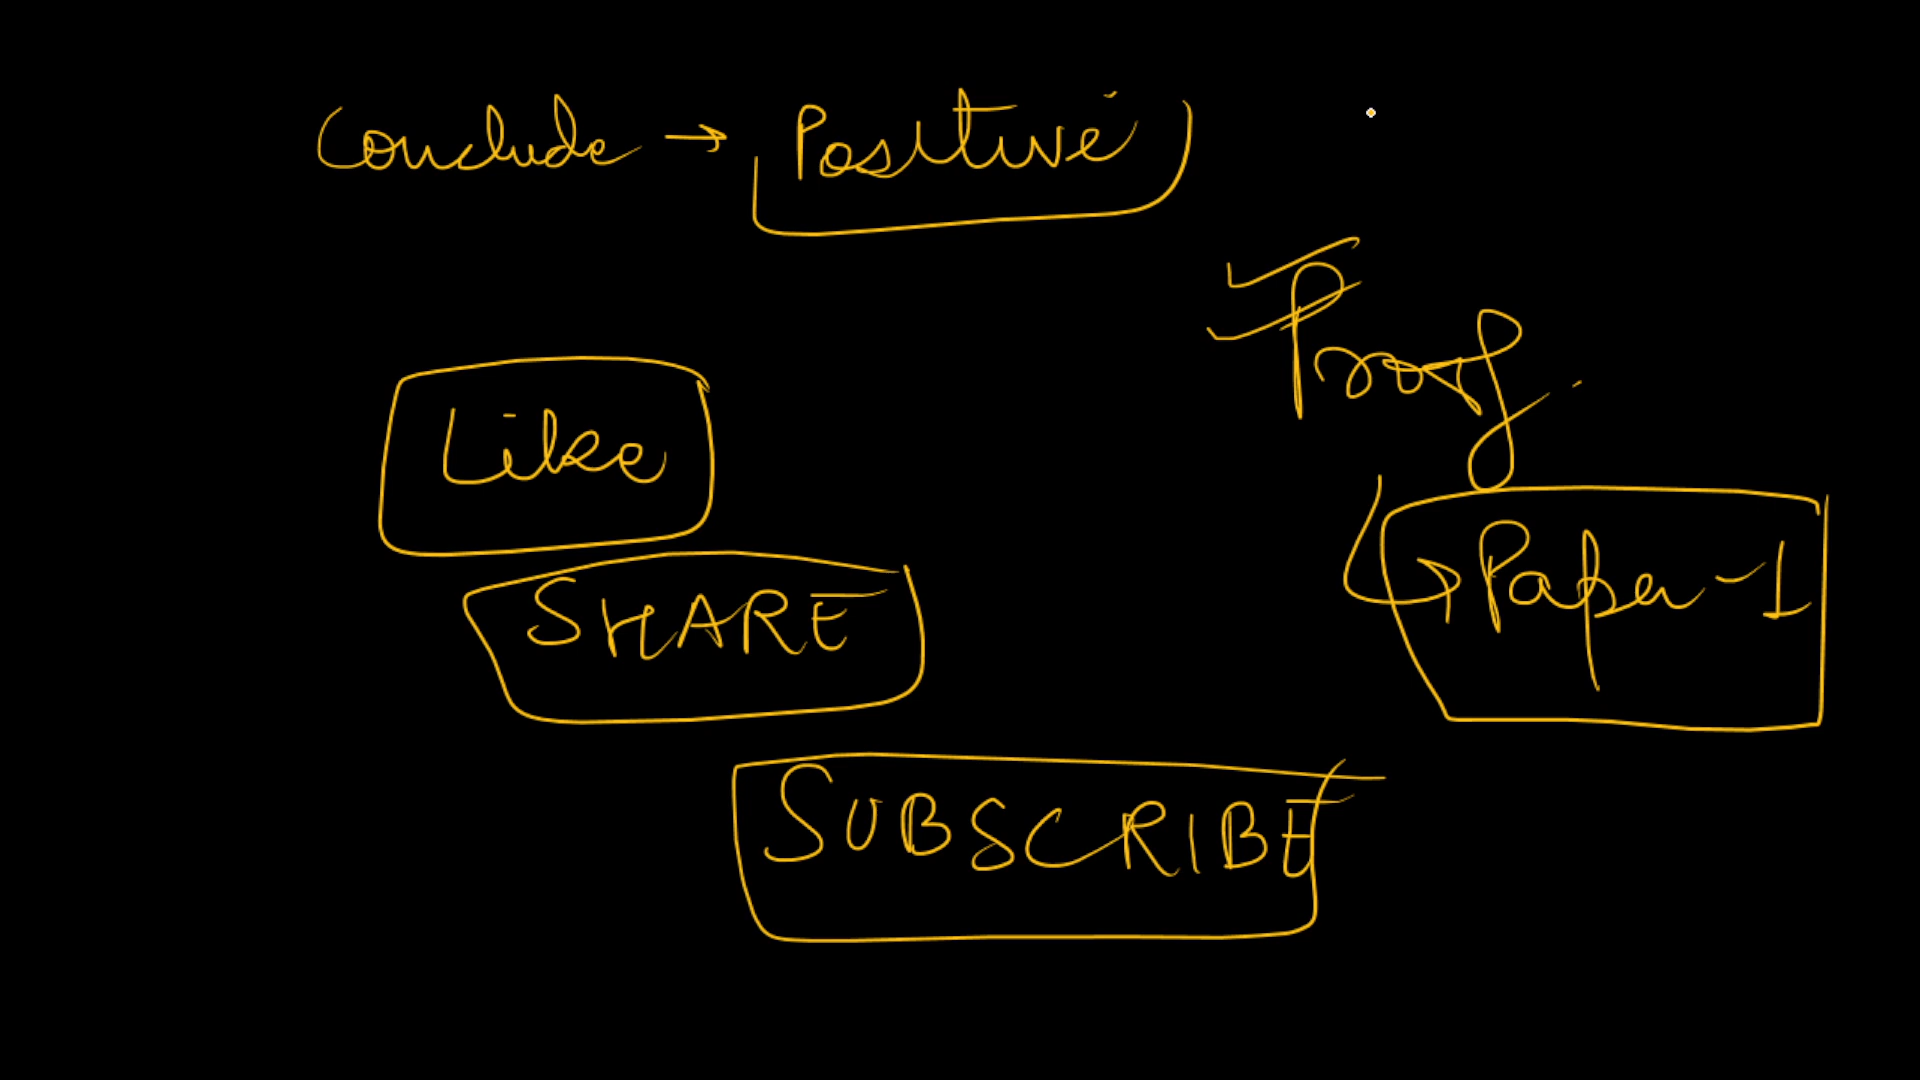 Conclude → Positive
Proof.
Like
Paper-1
SHARE
SUBSCRIBE